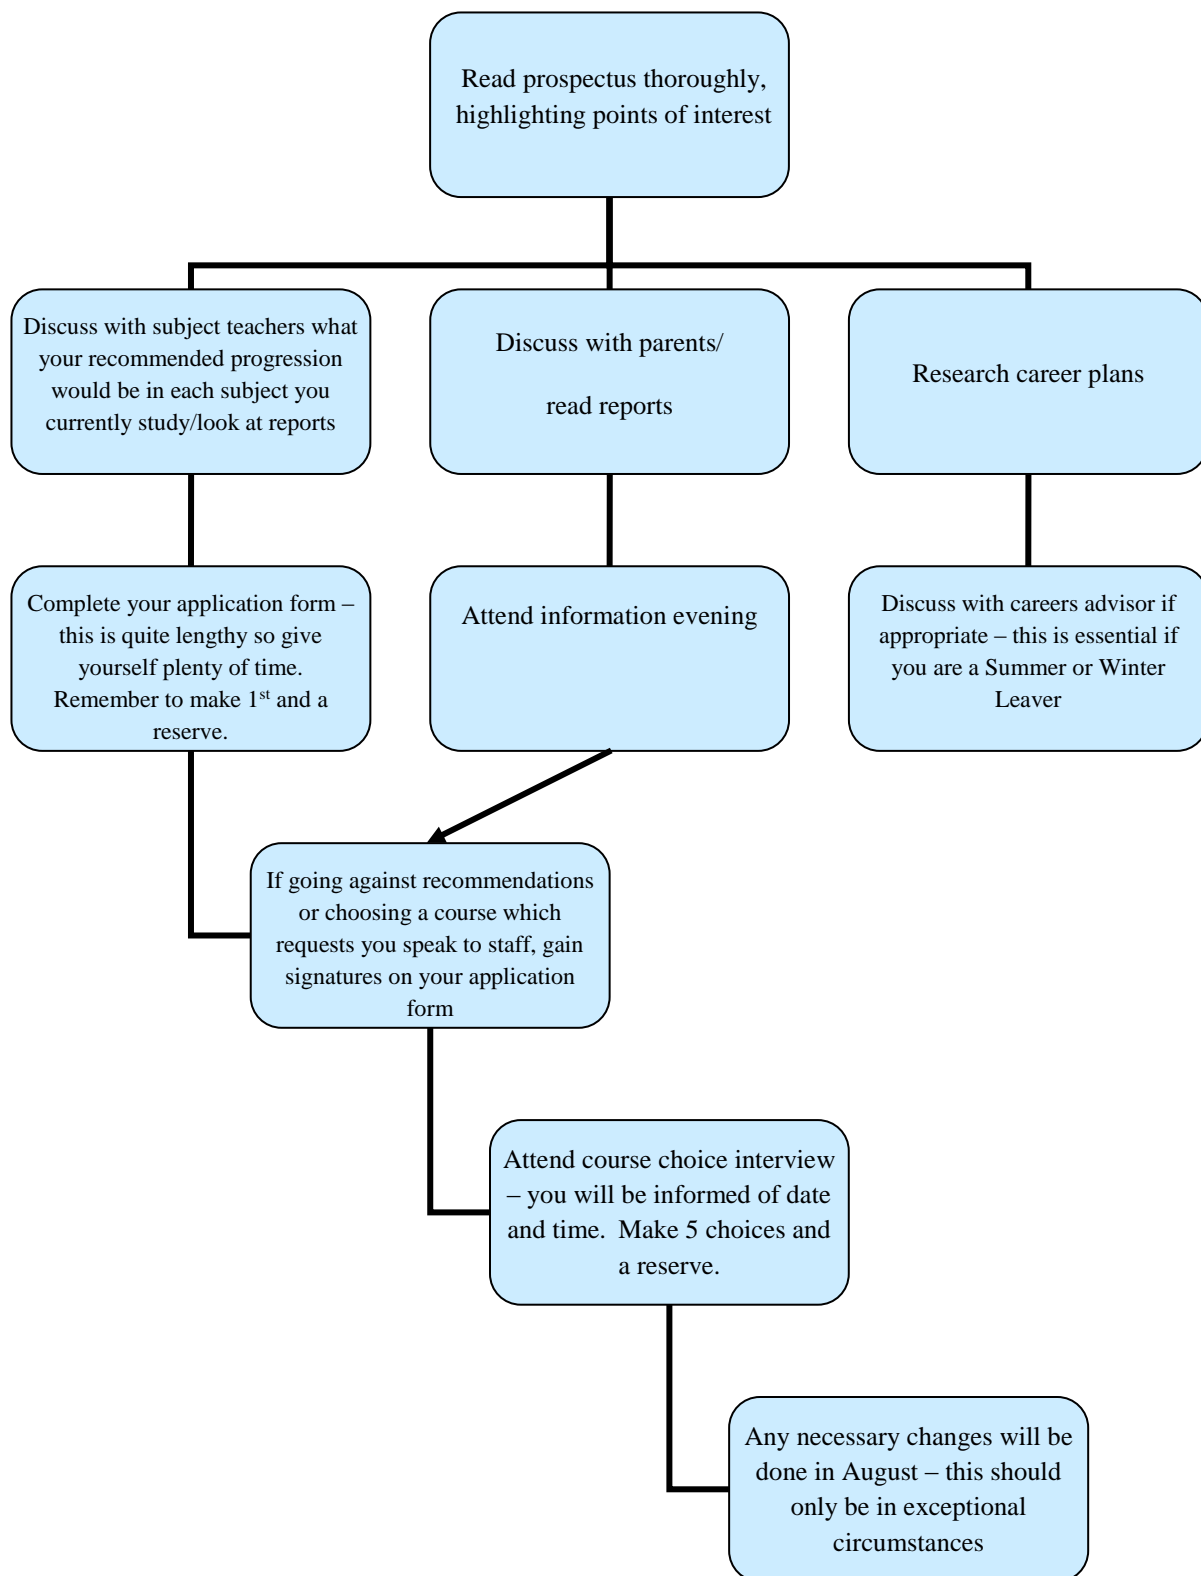 Read prospectus thoroughly,
highlighting points of interest
Discuss with subject teachers what
your recommended progression
would be in each subject you
currently study/look at reports
Discuss with parents/
read reports
Research career plans
Complete your application form –
this is quite lengthy so give
yourself plenty of time.
Remember to make 1st and a
reserve.
Attend information evening
Discuss with careers advisor if
appropriate – this is essential if
you are a Summer or Winter
Leaver
If going against recommendations
or choosing a course which
requests you speak to staff, gain
signatures on your application
form
Attend course choice interview
– you will be informed of date
and time.  Make 5 choices and
a reserve.
Any necessary changes will be
done in August – this should
only be in exceptional
circumstances